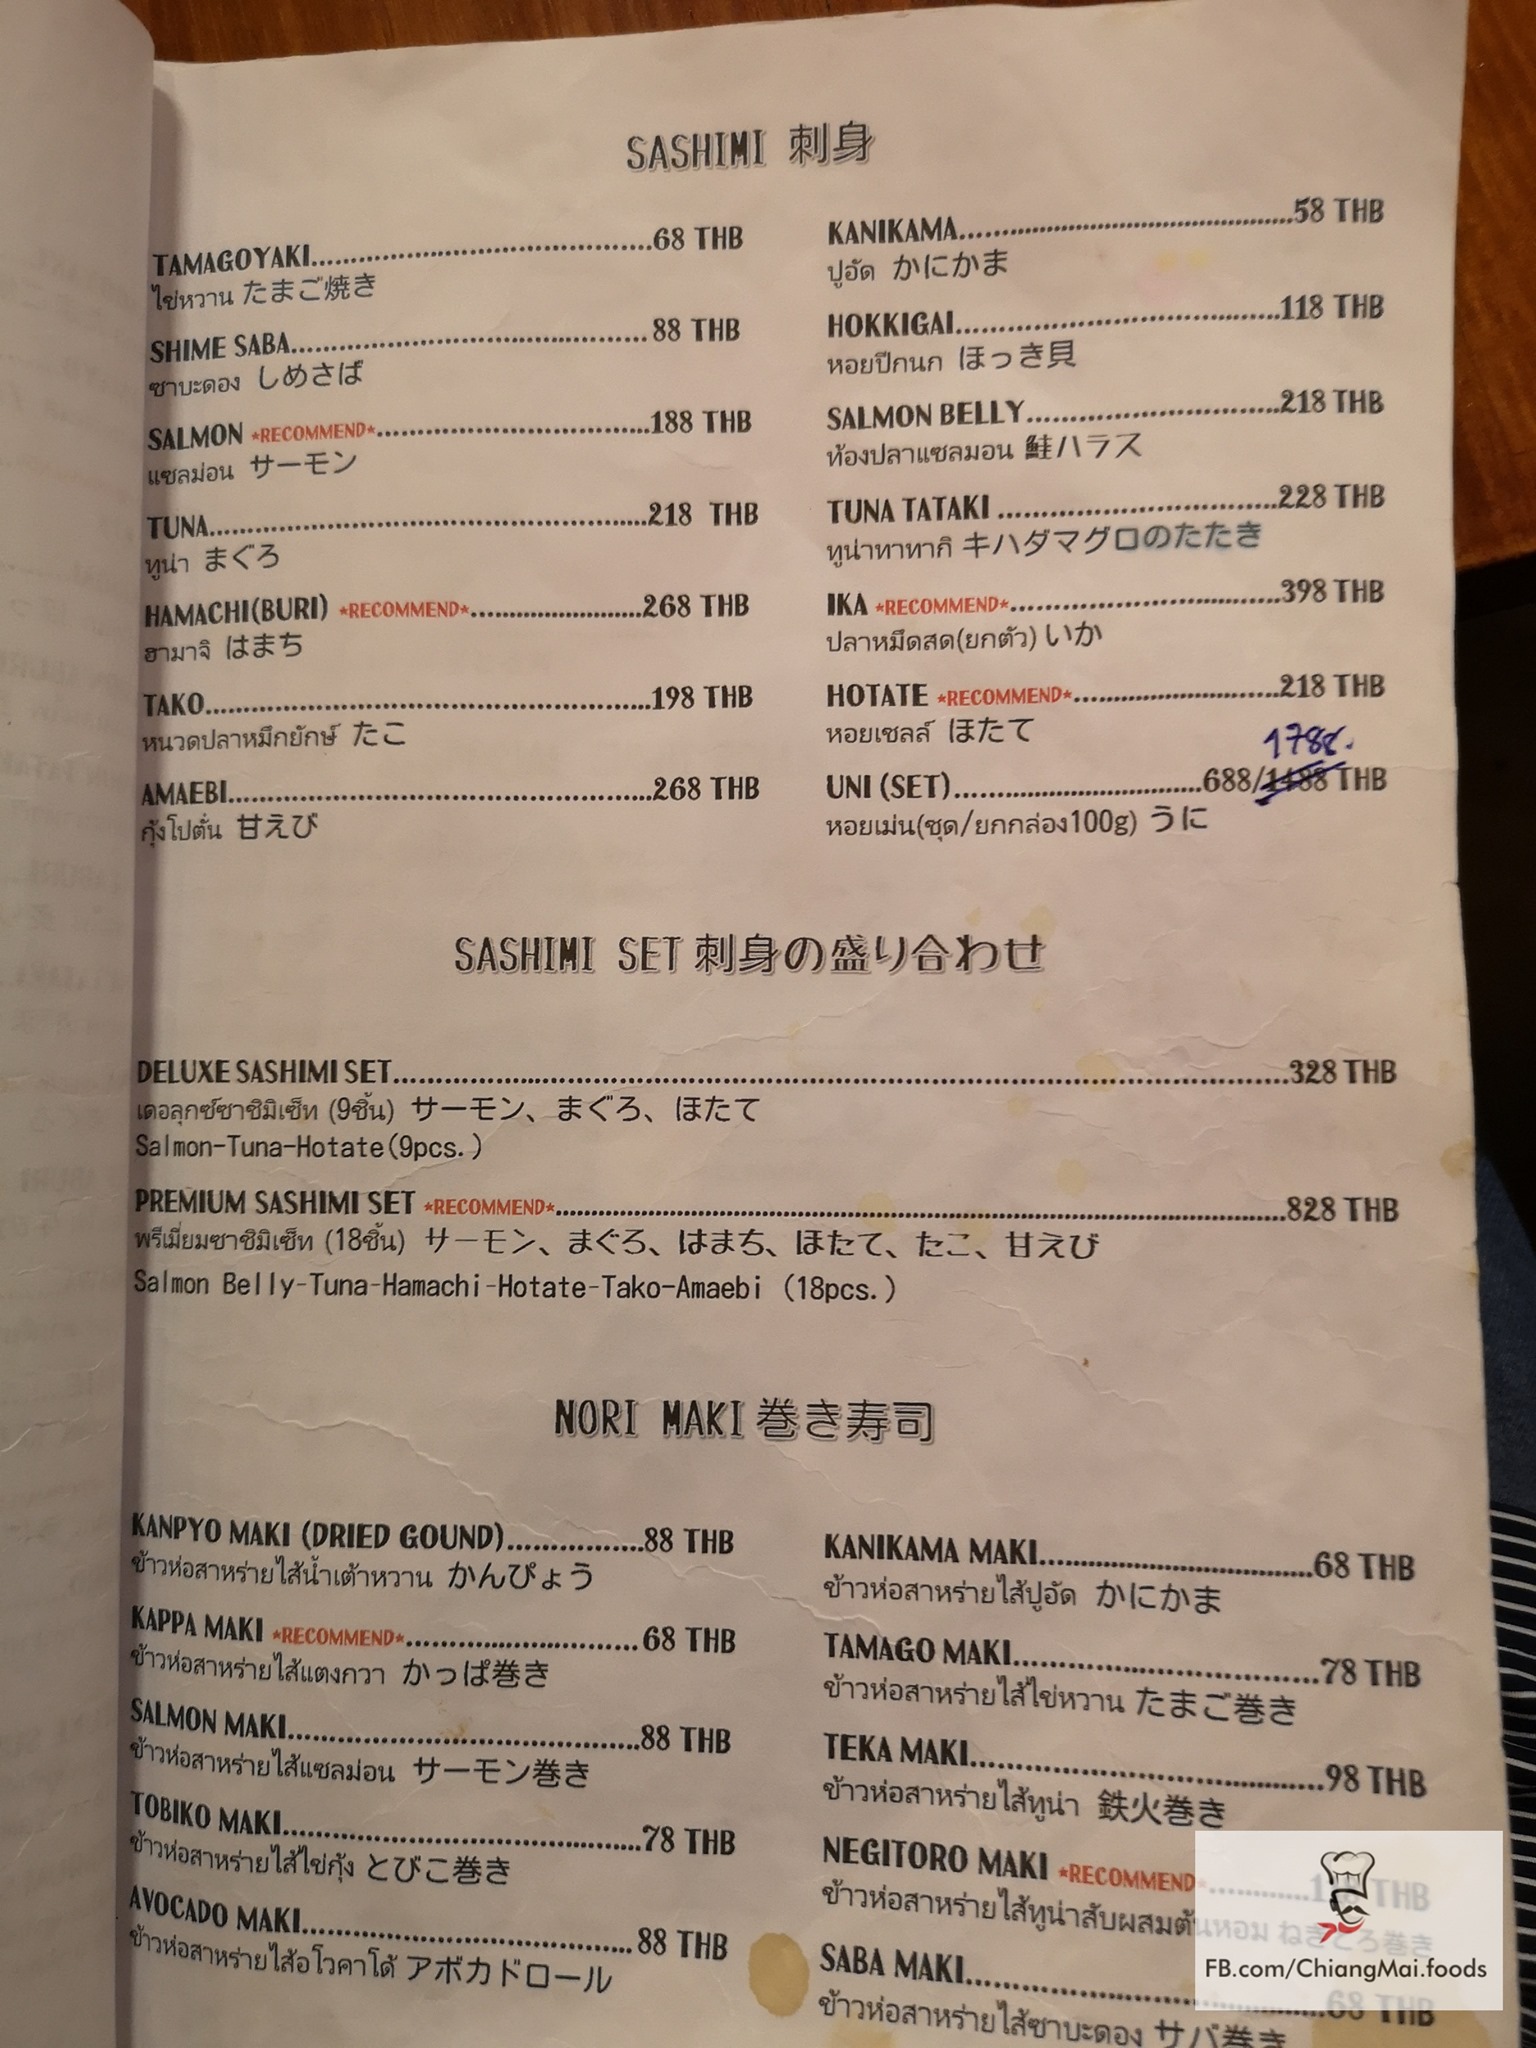 SASHIMI 刺身
TAMAGOYAKI..........68 THB
ไข่หวาน たまご焼き
SHIME SABA..........88 THB
ซาบะดอง しめさば
SALMON *RECOMMEND*..........188 THB
แซลม่อน サーモン
TUNA..........218 THB
ทูน่า まぐろ
HAMACHI(BURI) *RECOMMEND*..........268 THB
ฮามาจิ はまち
TAKO..........198 THB
หนวดปลาหมึกยักษ์ たこ
AMAEBI..........268 THB
กุ้งโบตั๋น 甘えび
KANIKAMA..........58 THB
ปูอัด かにかま
HOKKIGAI..........118 THB
หอยปีกนก ほっき貝
SALMON BELLY..........218 THB
ท้องปลาแซลมอน 鮭ハラス
TUNA TATAKI ..........228 THB
ทูน่าทาทากิ キハダマグロのたたき
IKA *RECOMMEND*..........398 THB
ปลาหมึดสด(ยกตัว) いか
HOTATE *RECOMMEND*..........218 THB
หอยเชลล์ ほたて
1788.
UNI (SET)..........688/1488 THB
หอยเม่น(ชุด/ยกกล่อง100g) うに
SASHIMI SET 刺身の盛り合わせ
DELUXE SASHIMI SET..........328 THB
เดอลุกซ์ซาชิมิเซ็ท (9ชิ้น) サーモン、まぐろ、ほたて
Salmon-Tuna-Hotate(9pcs.)
PREMIUM SASHIMI SET *RECOMMEND*..........828 THB
พรีเมี่ยมซาชิมิเซ็ท (18ชิ้น) サーモン、まぐろ、はまち、ほたて、たこ、甘えび
Salmon Belly-Tuna-Hamachi-Hotate-Tako-Amaebi (18pcs.)
NORI MAKI 巻き寿司
KANPYO MAKI (DRIED GOUND)..........88 THB
ข้าวห่อสาหร่ายไส้น้ำเต้าหวาน かんぴょう
KAPPA MAKI *RECOMMEND*..........68 THB
ข้าวห่อสาหร่ายไส้แตงกวา かっぱ巻き
SALMON MAKI..........88 THB
ข้าวห่อสาหร่ายไส้แซลม่อน サーモン巻き
TOBIKO MAKI..........78 THB
ข้าวห่อสาหร่ายไส้ไข่กุ้ง とびこ巻き
AVOCADO MAKI..........88 THB
ข้าวห่อสาหร่ายไส้อโวคาโด้ アボカドロール
KANIKAMA MAKI..........68 THB
ข้าวห่อสาหร่ายไส้ปูอัด かにかま
TAMAGO MAKI..........78 THB
ข้าวห่อสาหร่ายไส้ไข่หวาน たまご巻き
TEKA MAKI..........98 THB
ข้าวห่อสาหร่ายไส้ทูน่า 鉄火巻き
NEGITORO MAKI *RECOMMEND*.......... THB
ข้าวห่อสาหร่ายไส้ทูน่าสับผสมต้นหอม ねぎとろ巻き
SABA MAKI..........68 THB
ข้าวห่อสาหร่ายไส้ซาบะดอง サバ巻き
FB.com/ChiangMai.foods